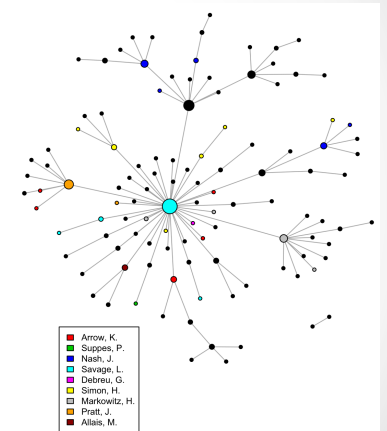 Arrow, K.
Suppes, P.
Nash, J.
Savage, L.
Debreu, G.
Simon, H.
Markowitz, H.
Pratt, J.
Allais, M.